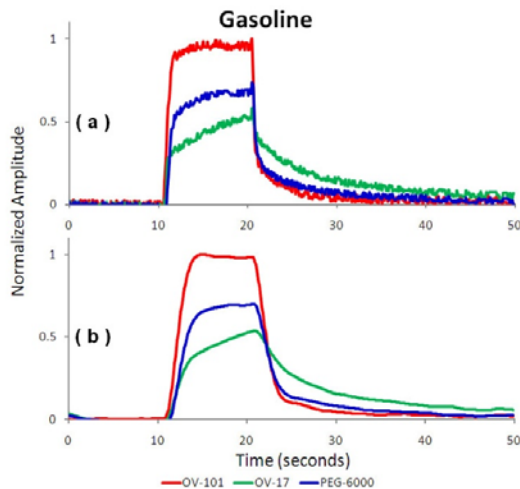 Gasoline
1
( a )
0.5
0
0 10 20 30 40 50
Normalized Amplitude
1
( b )
0.5
0
0 10 20 30 40 50
Time (seconds)
OV-101 OV-17 PEG-6000